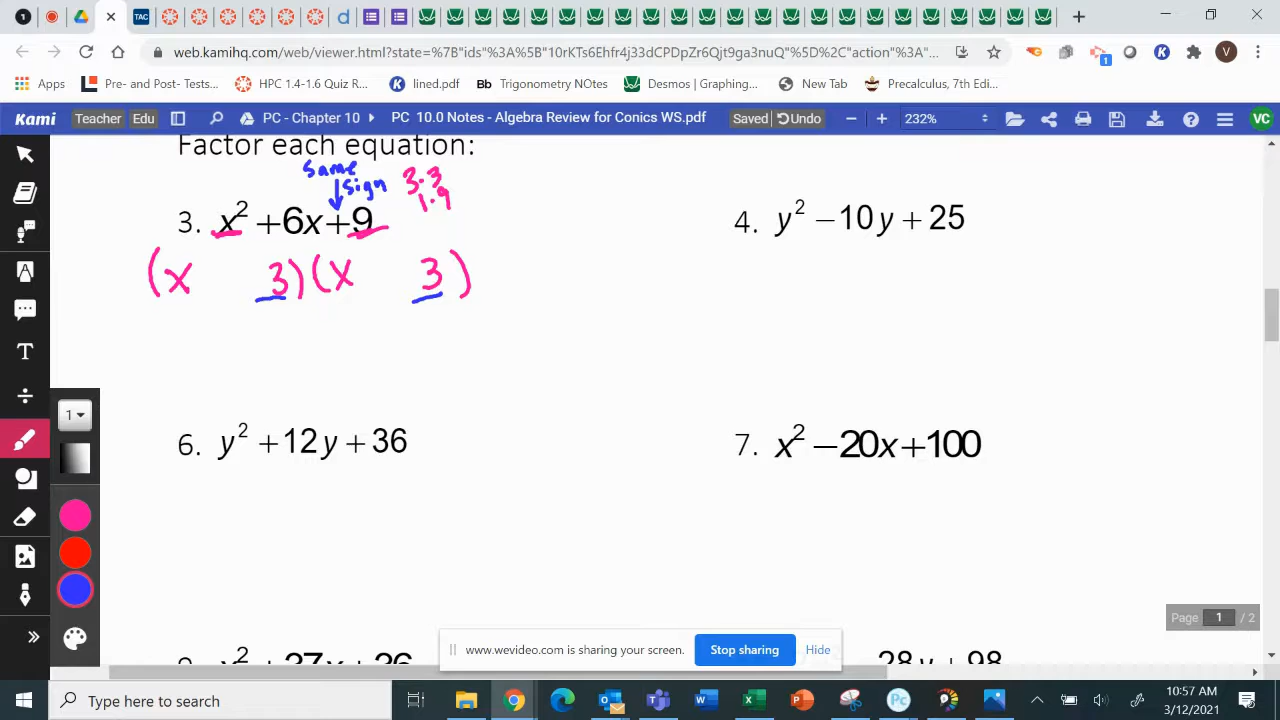 web.kamihq.com/web/viewer.html?state=%7B"ids"%3A%5B"10rKTs6Ehfr4j33dCPDpZr6Qjt9ga3nuQ"%5D%2C"action"%3A"...
Apps Pre- and Post- Tests... HPC 1.4-1.6 Quiz R... lined.pdf Bb Trigonometry NOtes Desmos | Graphing... New Tab Precalculus, 7th Edi...
Kami Teacher Edu PC - Chapter 10 PC 10.0 Notes - Algebra Review for Conics WS.pdf Saved Undo 232% VC
Factor each equation:
same
sign
3·3
1·9
3. x² + 6x + 9
(x 3)(x 3)
4. y² − 10y + 25
6. y² + 12y + 36
7. x² − 20x + 100
Page 1 / 2
www.wevideo.com is sharing your screen. Stop sharing Hide
Type here to search
10:57 AM
3/12/2021